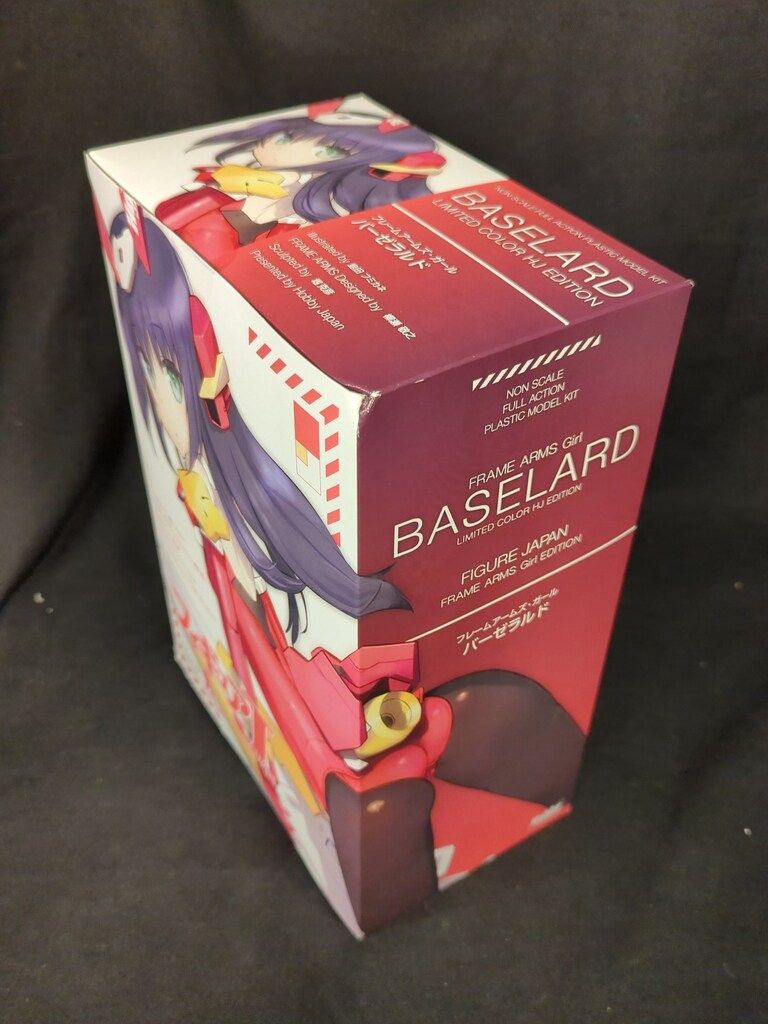 NON SCALE FULL ACTION PLASTIC MODEL KIT
BASELARD
LIMITED COLOR HJ EDITION
フレームアームズ・ガール
バーゼラルド
Illustrated by
FRAME ARMS Designed by 柳瀬 敬之
Sculpted by
Presented by Hobby Japan
NON SCALE
FULL ACTION
PLASTIC MODEL KIT
FRAME ARMS Girl
BASELARD
LIMITED COLOR HJ EDITION
FIGURE JAPAN
FRAME ARMS Girl EDITION
フレームアームズ・ガール
バーゼラルド